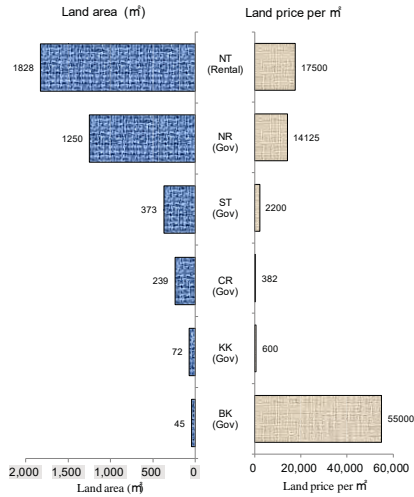 Land area (㎡)
Land price per ㎡
1828
NT
(Rental)
17500
1250
NR
(Gov)
14125
373
ST
(Gov)
2200
239
CR
(Gov)
382
72
KK
(Gov)
600
45
BK
(Gov)
55000
2,000 1,500 1,000 500 0
0 20,000 40,000 60,000
Land area (㎡)
Land price per ㎡